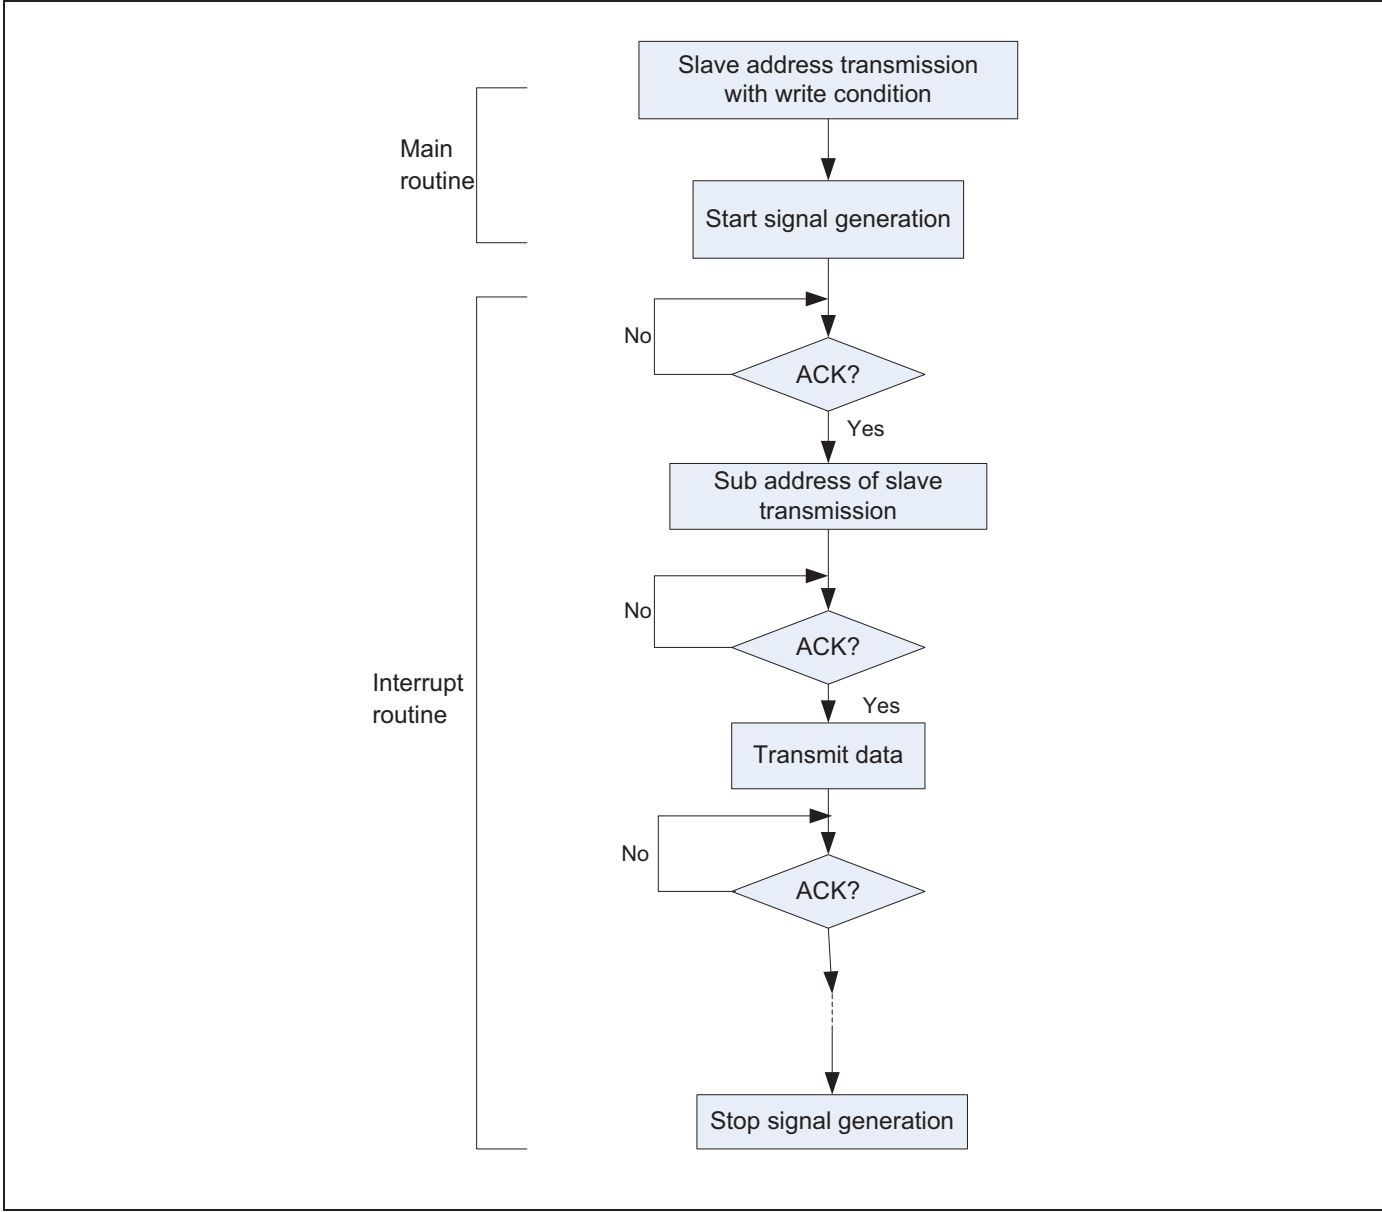 Slave address transmission
with write condition
Main
routine
Start signal generation
No
ACK?
Yes
Sub address of slave
transmission
No
ACK?
Interrupt
routine
Yes
Transmit data
No
ACK?
Stop signal generation